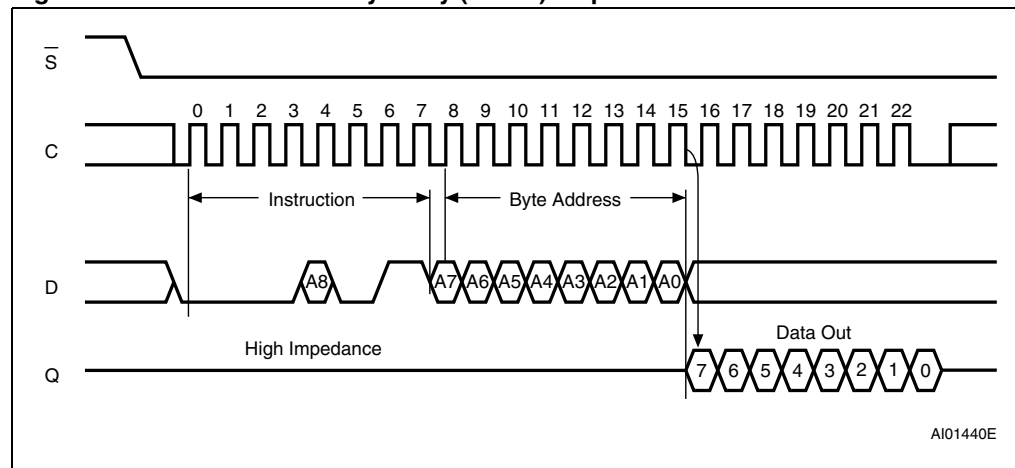 S
0 1 2 3 4 5 6 7 8 9 10 11 12 13 14 15 16 17 18 19 20 21 22
C
Instruction Byte Address
D A8 A7 A6 A5 A4 A3 A2 A1 A0
High Impedance Data Out
Q 7 6 5 4 3 2 1 0
AI01440E